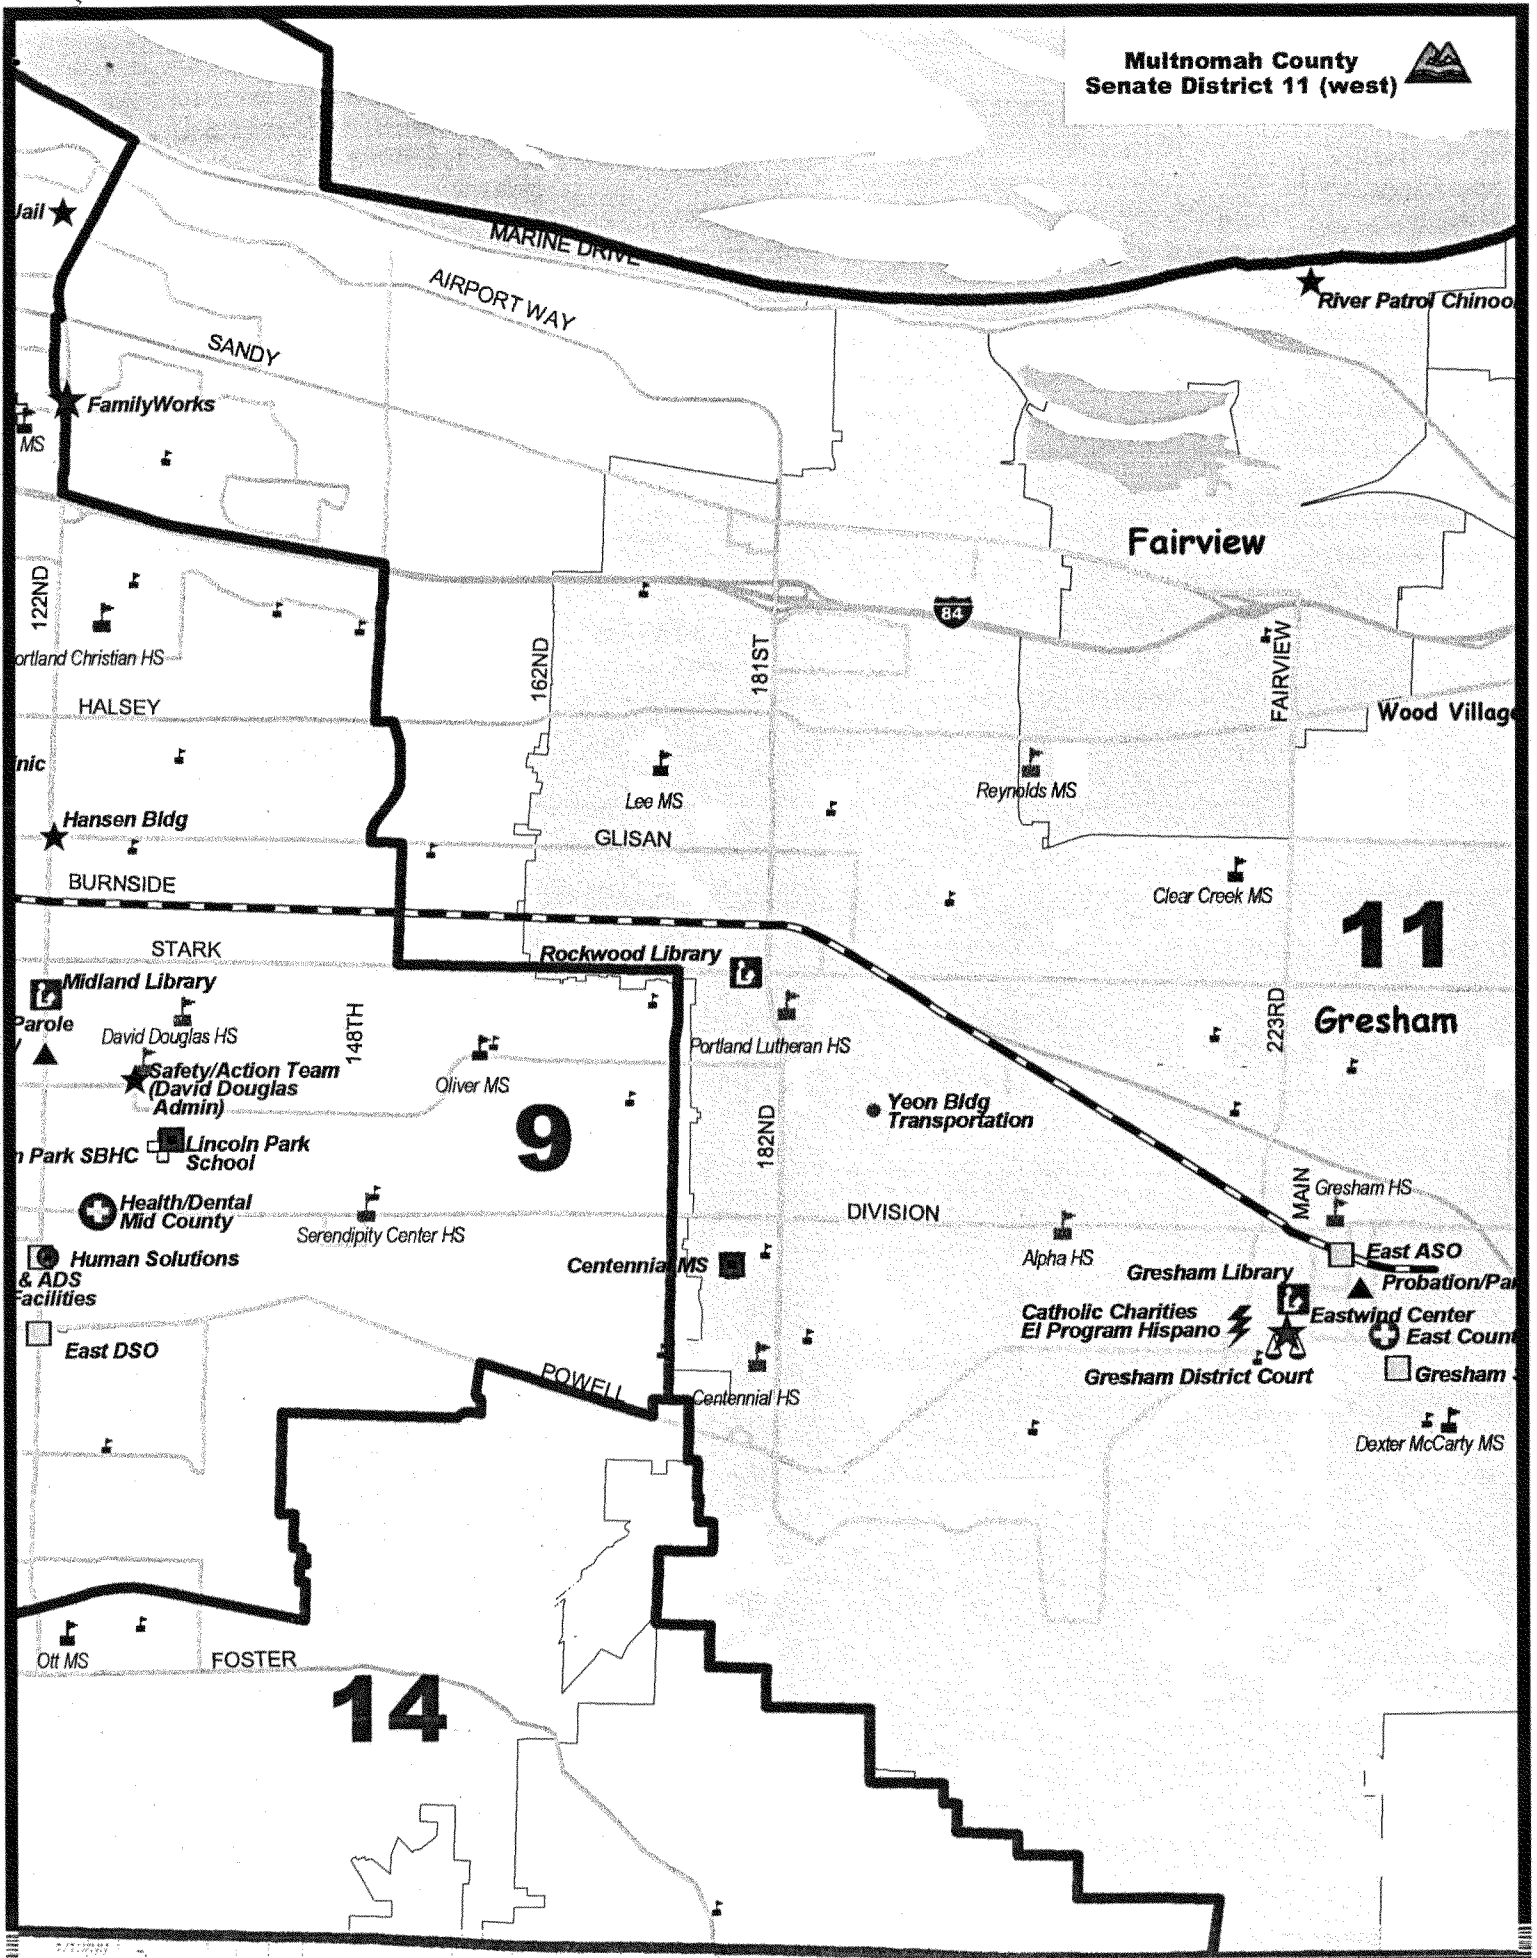 Multnomah County
Senate District 11 (west)
Jail
MARINE DRIVE
AIRPORT WAY
River Patrol Chinoo
SANDY
FamilyWorks
MS
Fairview
122ND
84
ortland Christian HS
162ND
181ST
FAIRVIEW
HALSEY
Wood Village
inic
Reynolds MS
Lee MS
Hansen Bldg
GLISAN
BURNSIDE
Clear Creek MS
11
STARK
Rockwood Library
Midland Library
Parole
David Douglas HS
148TH
223RD
Gresham
Portland Lutheran HS
Safety/Action Team
(David Douglas
Admin)
Oliver MS
9
Yeon Bldg
Transportation
182ND
n Park SBHC
Lincoln Park
School
MAIN
Gresham HS
Health/Dental
Mid County
DIVISION
Serendipity Center HS
Human Solutions
Centennial MS
Alpha HS
East ASO
& ADS
Facilities
Gresham Library
Probation/Pa
Catholic Charities
El Program Hispano
Eastwind Center
East DSO
East Count
POWELL
Gresham District Court
Gresham S
Centennial HS
Dexter McCarty MS
Ott MS
FOSTER
14